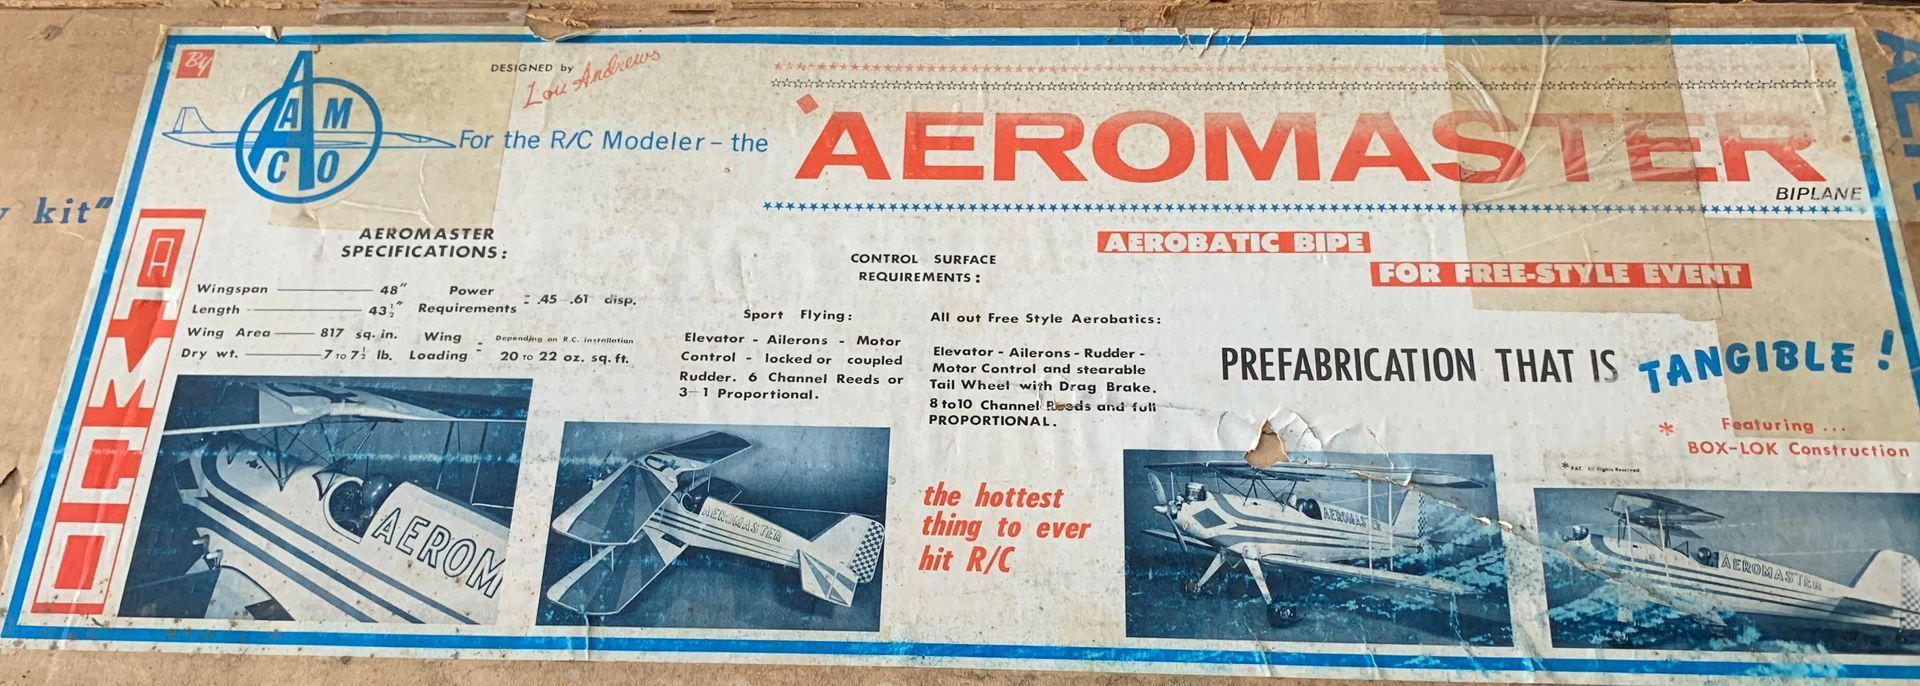 By
A M
CO
DESIGNED by
Lou Andrews
For the R/C Modeler - the
AEROMASTER
BIPLANE
y kit"
AAMCO
AEROMASTER
SPECIFICATIONS:
Wingspan 48"
Length 43½"
Wing Area 817 sq. in.
Dry wt. 7 TO 7½ lb.
Power
Requirements : .45 - .61 disp.
Wing
Loading - Depending on R.C. installation
20 TO 22 oz. sq. ft.
CONTROL SURFACE
REQUIREMENTS:
Sport Flying:
Elevator - Ailerons - Motor
Control - locked or coupled
Rudder. 6 Channel Reeds or
3-1 Proportional.
All out Free Style Aerobatics:
Elevator - Ailerons - Rudder -
Motor Control and stearable
Tail Wheel with Drag Brake.
8 to 10 Channel Reeds and full
PROPORTIONAL.
AEROBATIC BIPE
FOR FREE-STYLE EVENT
PREFABRICATION THAT IS TANGIBLE!
* Featuring ...
BOX-LOK Construction
* PAT. All Rights Reserved
the hottest
thing to ever
hit R/C
AEROM
AEROMASTER
AEROMASTER
AEROMASTER